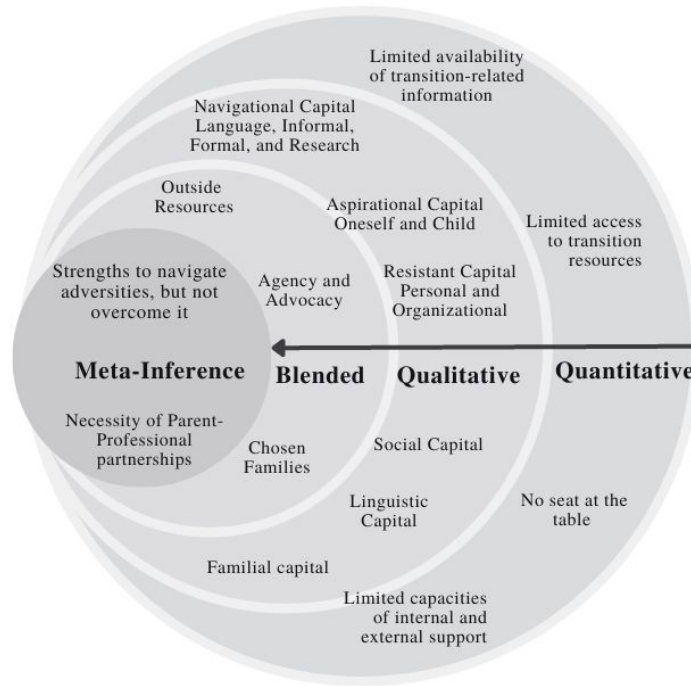 Limited availability
of transition-related
information
Navigational Capital
Language, Informal,
Formal, and Research
Outside
Resources
Aspirational Capital
Oneself and Child
Limited access
to transition
resources
Strengths to navigate
adversities, but not
overcome it
Agency and
Advocacy
Resistant Capital
Personal and
Organizational
Meta-Inference
Blended
Qualitative
Quantitative
Necessity of Parent-
Professional
partnerships
Chosen
Families
Social Capital
Linguistic
Capital
No seat at the
table
Familial capital
Limited capacities
of internal and
external support